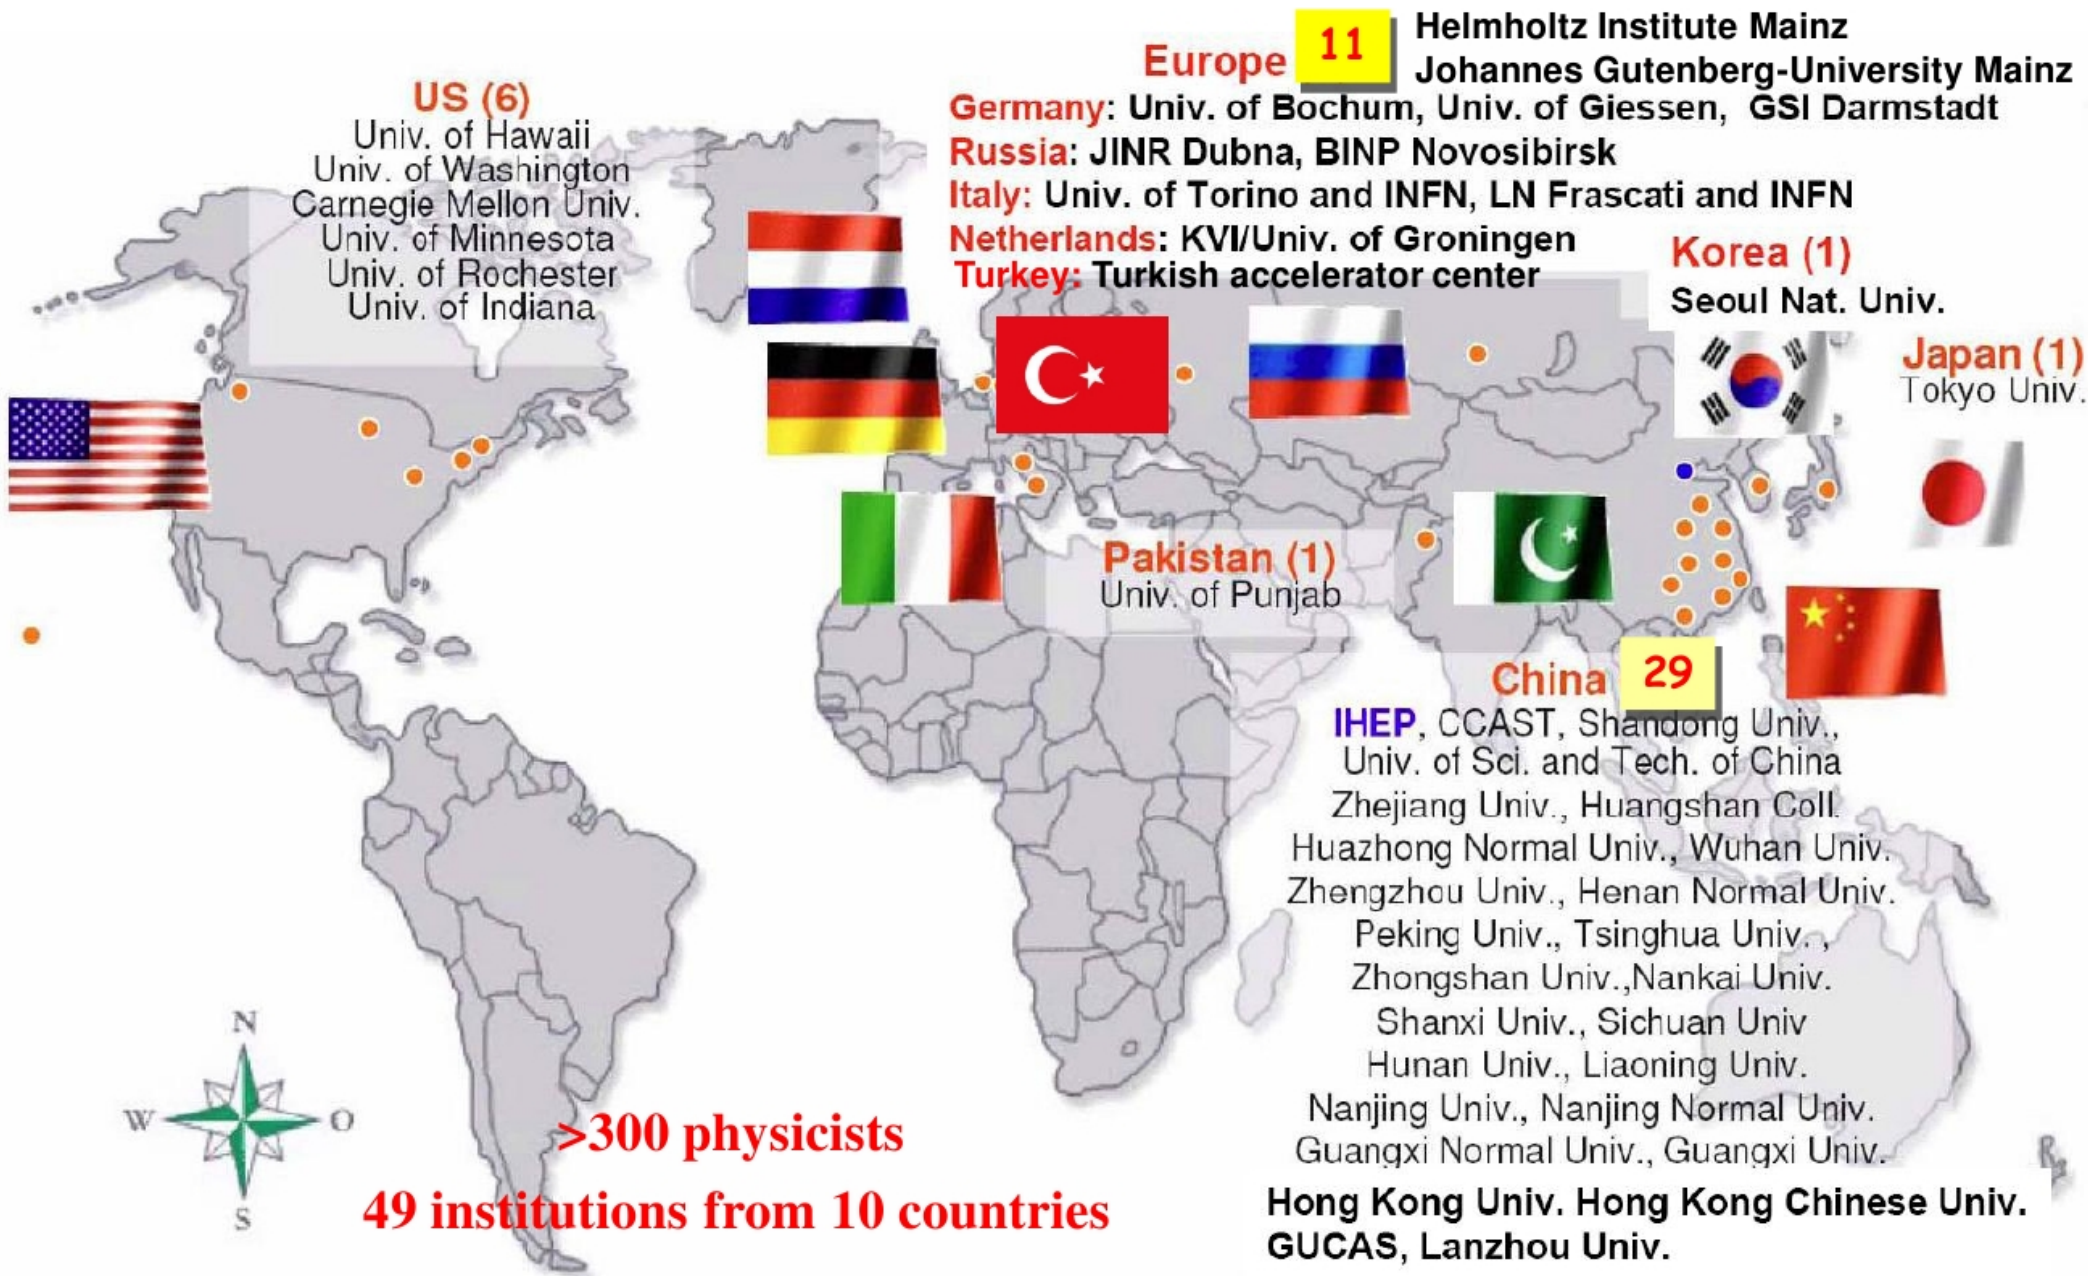 US (6)
Univ. of Hawaii
Univ. of Washington
Carnegie Mellon Univ.
Univ. of Minnesota
Univ. of Rochester
Univ. of Indiana
Europe 11
Helmholtz Institute Mainz
Johannes Gutenberg-University Mainz
Germany: Univ. of Bochum, Univ. of Giessen, GSI Darmstadt
Russia: JINR Dubna, BINP Novosibirsk
Italy: Univ. of Torino and INFN, LN Frascati and INFN
Netherlands: KVI/Univ. of Groningen
Turkey: Turkish accelerator center
Korea (1)
Seoul Nat. Univ.
Japan (1)
Tokyo Univ.
Pakistan (1)
Univ. of Punjab
China 29
IHEP, CCAST, Shandong Univ.,
Univ. of Sci. and Tech. of China
Zhejiang Univ., Huangshan Coll.
Huazhong Normal Univ., Wuhan Univ.
Zhengzhou Univ., Henan Normal Univ.
Peking Univ., Tsinghua Univ. ,
Zhongshan Univ.,Nankai Univ.
Shanxi Univ., Sichuan Univ
Hunan Univ., Liaoning Univ.
Nanjing Univ., Nanjing Normal Univ.
Guangxi Normal Univ., Guangxi Univ.
Hong Kong Univ. Hong Kong Chinese Univ.
GUCAS, Lanzhou Univ.
N
W O
S
>300 physicists
49 institutions from 10 countries